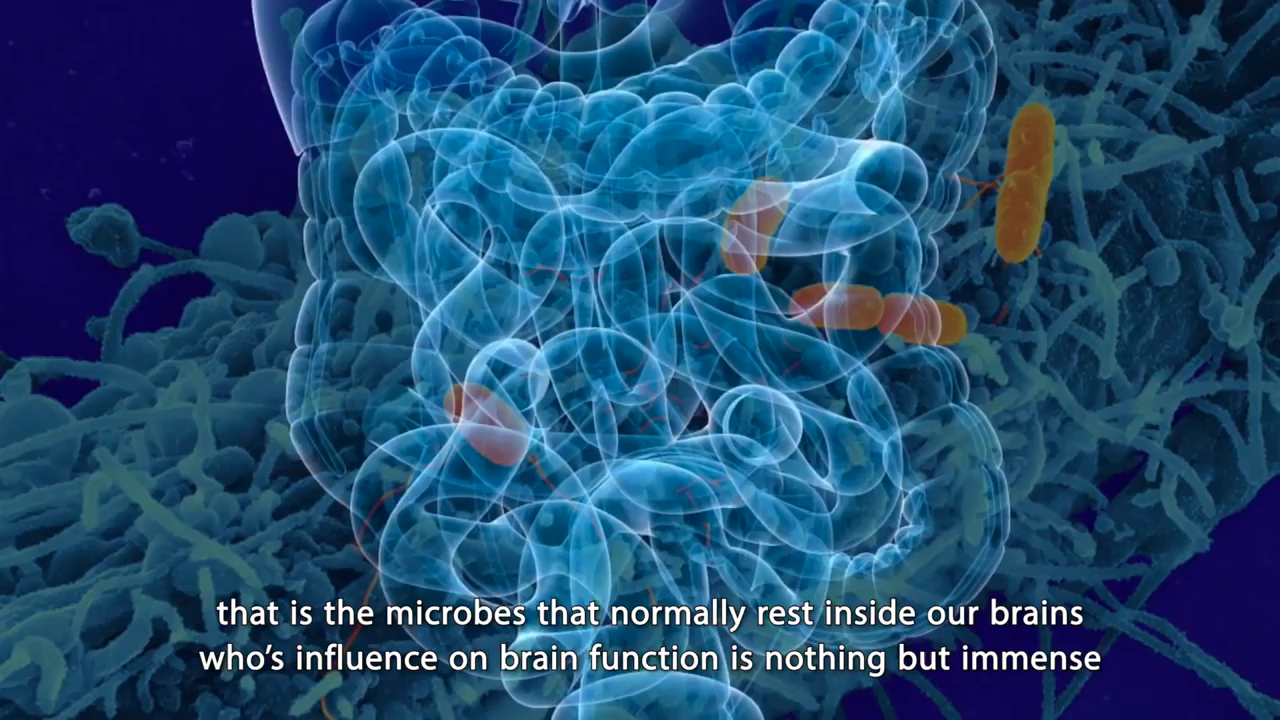 that is the microbes that normally rest inside our brains
who's influence on brain function is nothing but immense